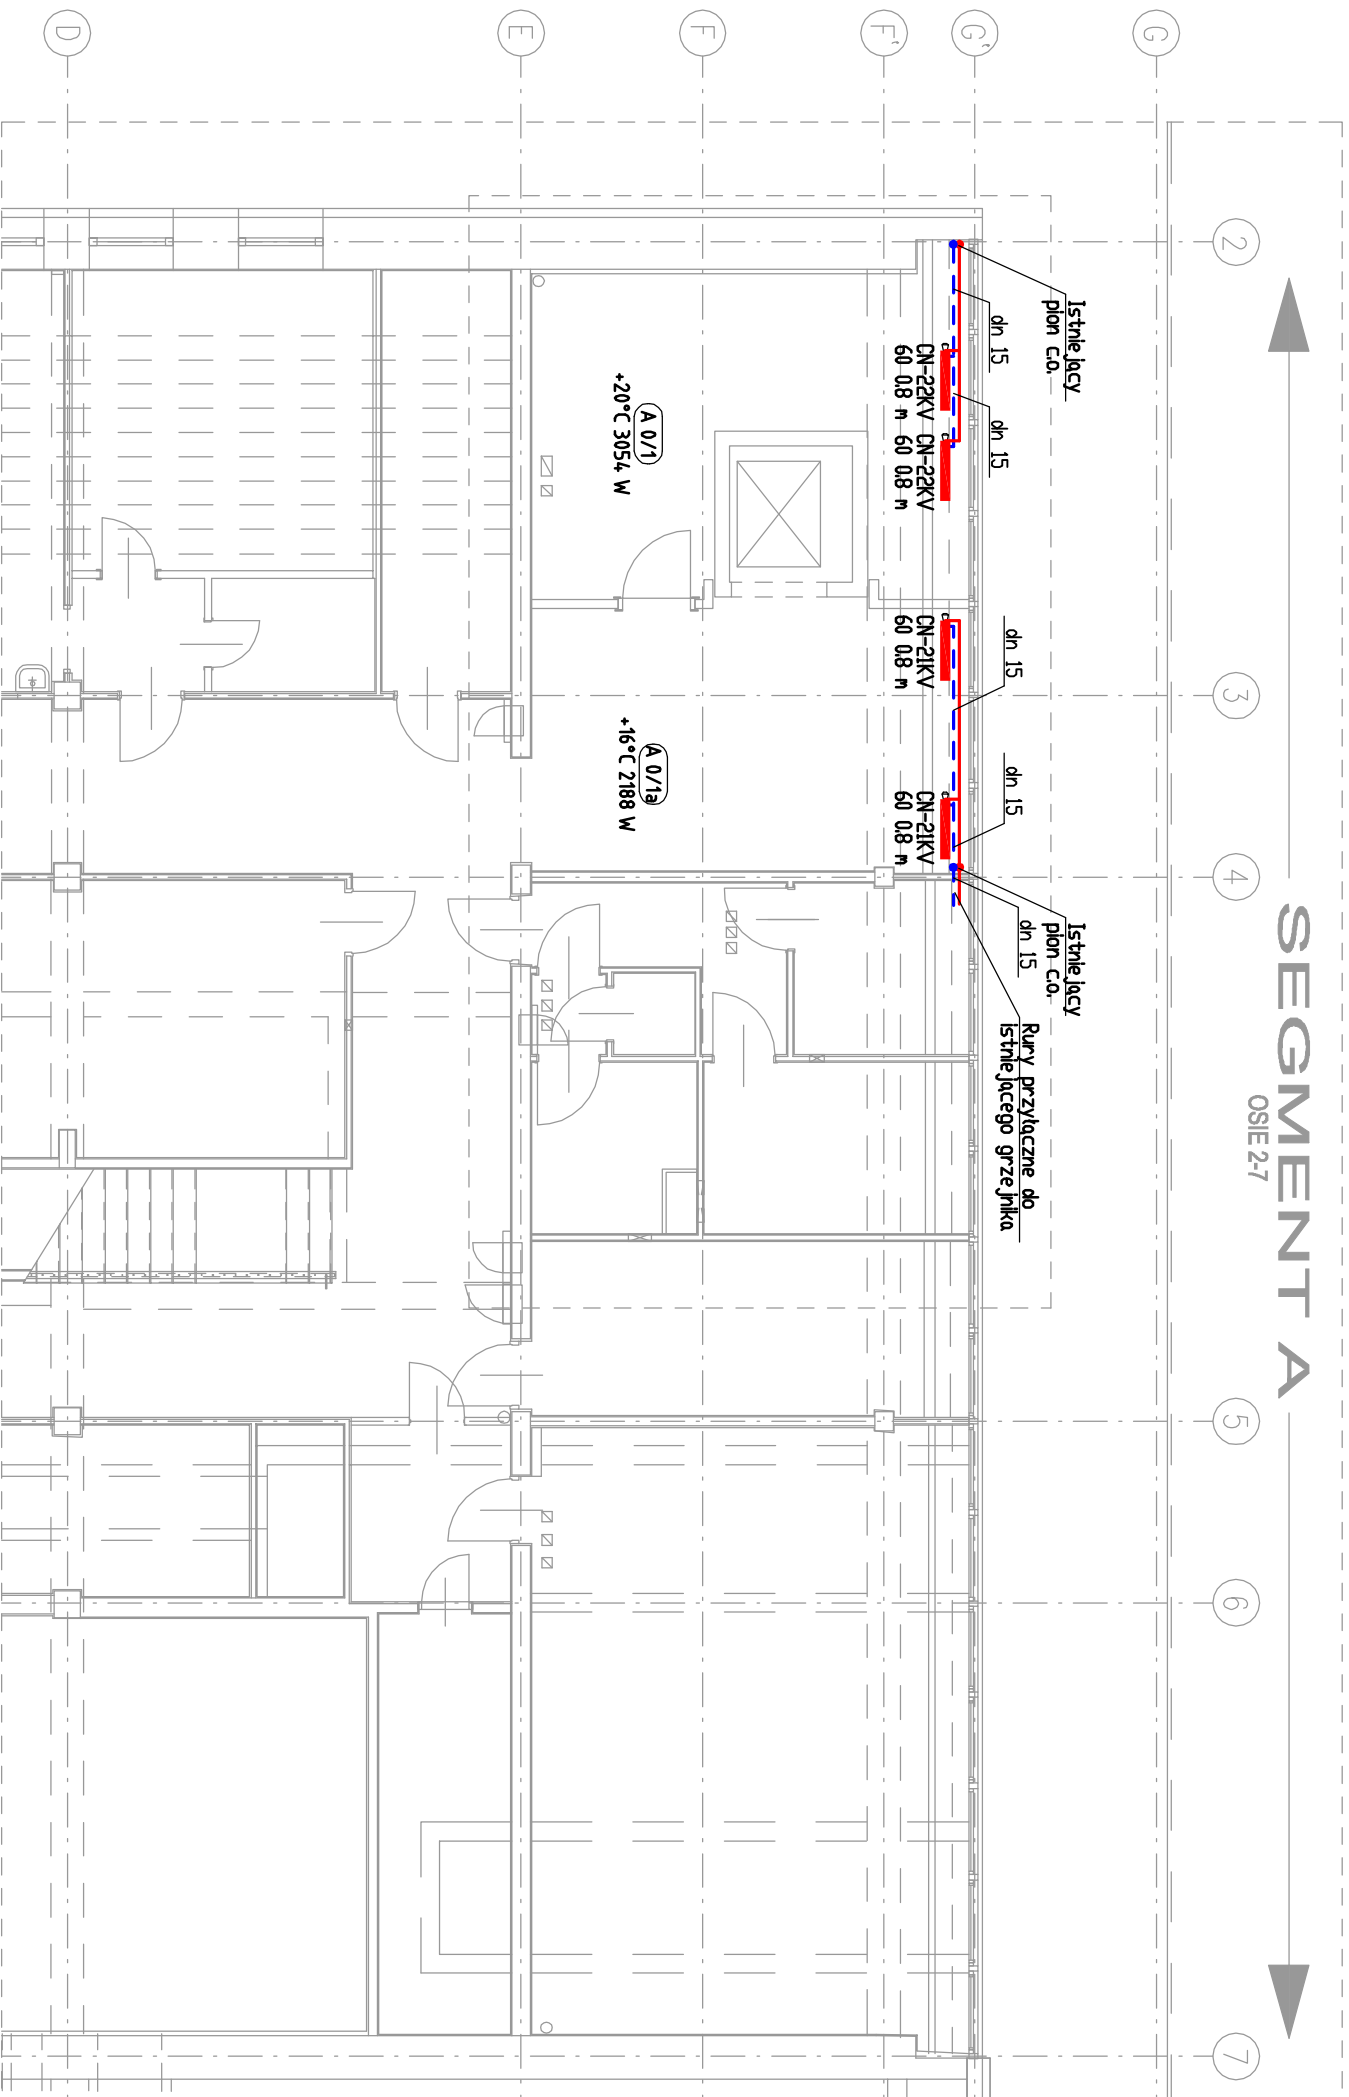 SEGMENT A
OSIE 2-7
2
3
4
5
6
7
G
G'
F'
F
E
D
Istniejący
pion c.o.
dn 15
dn 15
CN-22KV
60 0.8 m
CN-22KV
60 0.8 m
A 0/1
+20°C 3054 W
dn 15
dn 15
CN-21KV
60 0.8 m
CN-21KV
60 0.8 m
A 0/1a
+16°C 2188 W
Istniejący
pion c.o.
dn 15
Rury przyłączne do
istniejącego grzejnika